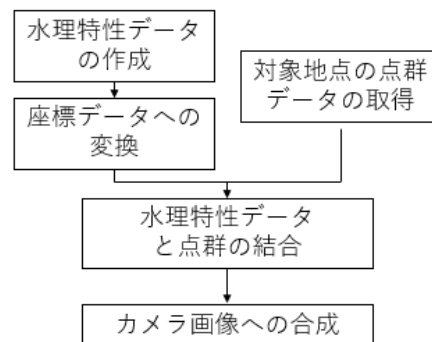 水理特性データ
の作成
対象地点の点群
データの取得
座標データへの
変換
水理特性データ
と点群の結合
カメラ画像への合成